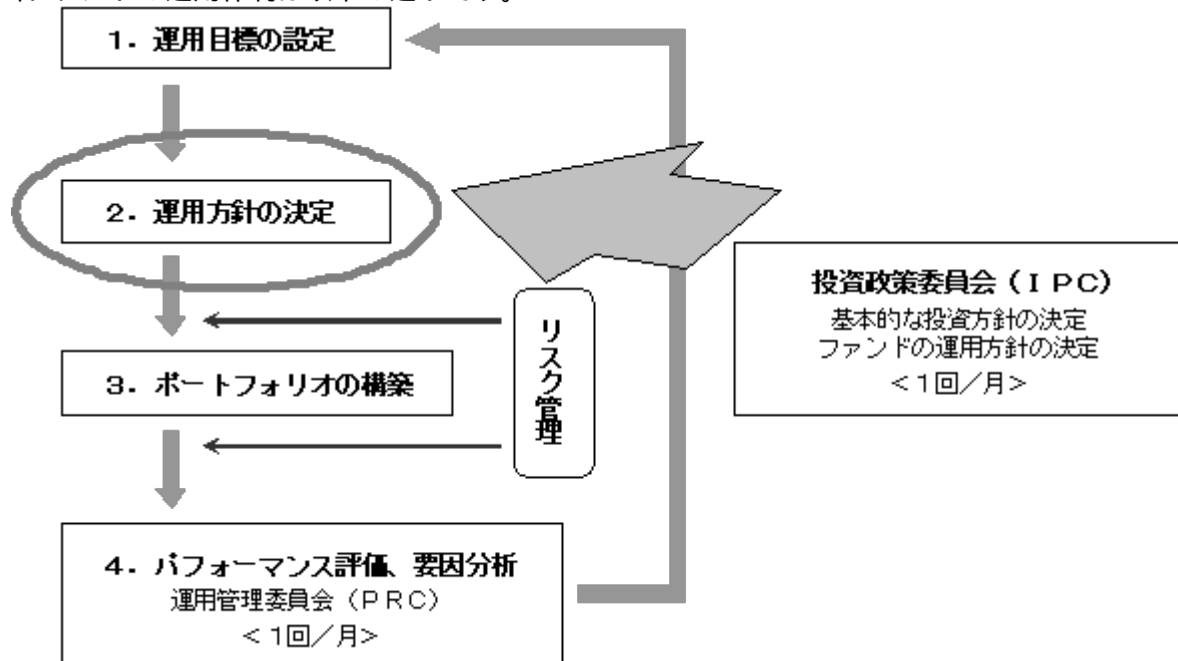 1．運用目標の設定
2．運用方針の決定
リスク管理
投資政策委員会（ＩＰＣ）
基本的な投資方針の決定
ファンドの運用方針の決定
＜1回／月＞
3．ポートフォリオの構築
4．パフォーマンス評価、要因分析
運用管理委員会（ＰＲＣ）
＜1回／月＞